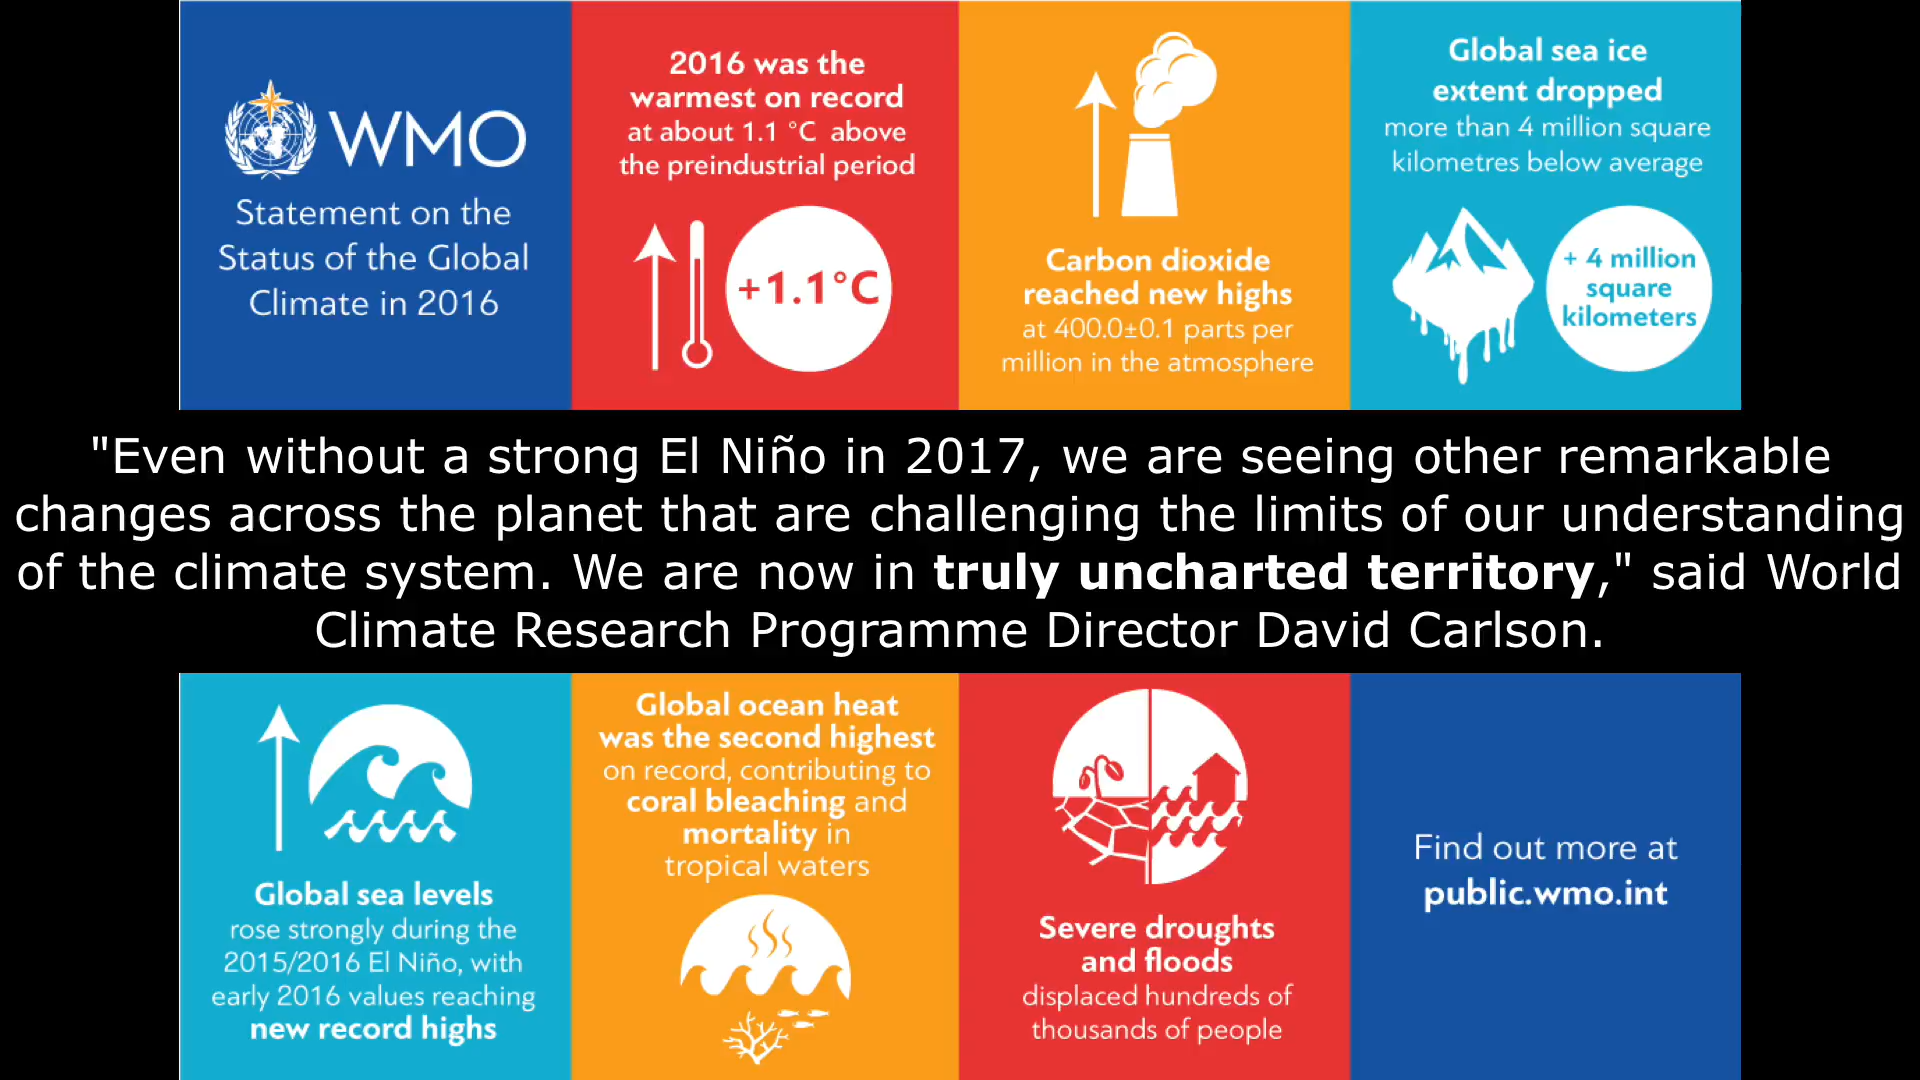 WMO
Statement on the
Status of the Global
Climate in 2016
2016 was the
warmest on record
at about 1.1 °C above
the preindustrial period
+1.1°C
Carbon dioxide
reached new highs
at 400.0±0.1 parts per
million in the atmosphere
Global sea ice
extent dropped
more than 4 million square
kilometres below average
+ 4 million
square
kilometers
"Even without a strong El Niño in 2017, we are seeing other remarkable
changes across the planet that are challenging the limits of our understanding
of the climate system. We are now in truly uncharted territory," said World
Climate Research Programme Director David Carlson.
Global sea levels
rose strongly during the
2015/2016 El Niño, with
early 2016 values reaching
new record highs
Global ocean heat
was the second highest
on record, contributing to
coral bleaching and
mortality in
tropical waters
Severe droughts
and floods
displaced hundreds of
thousands of people
Find out more at
public.wmo.int